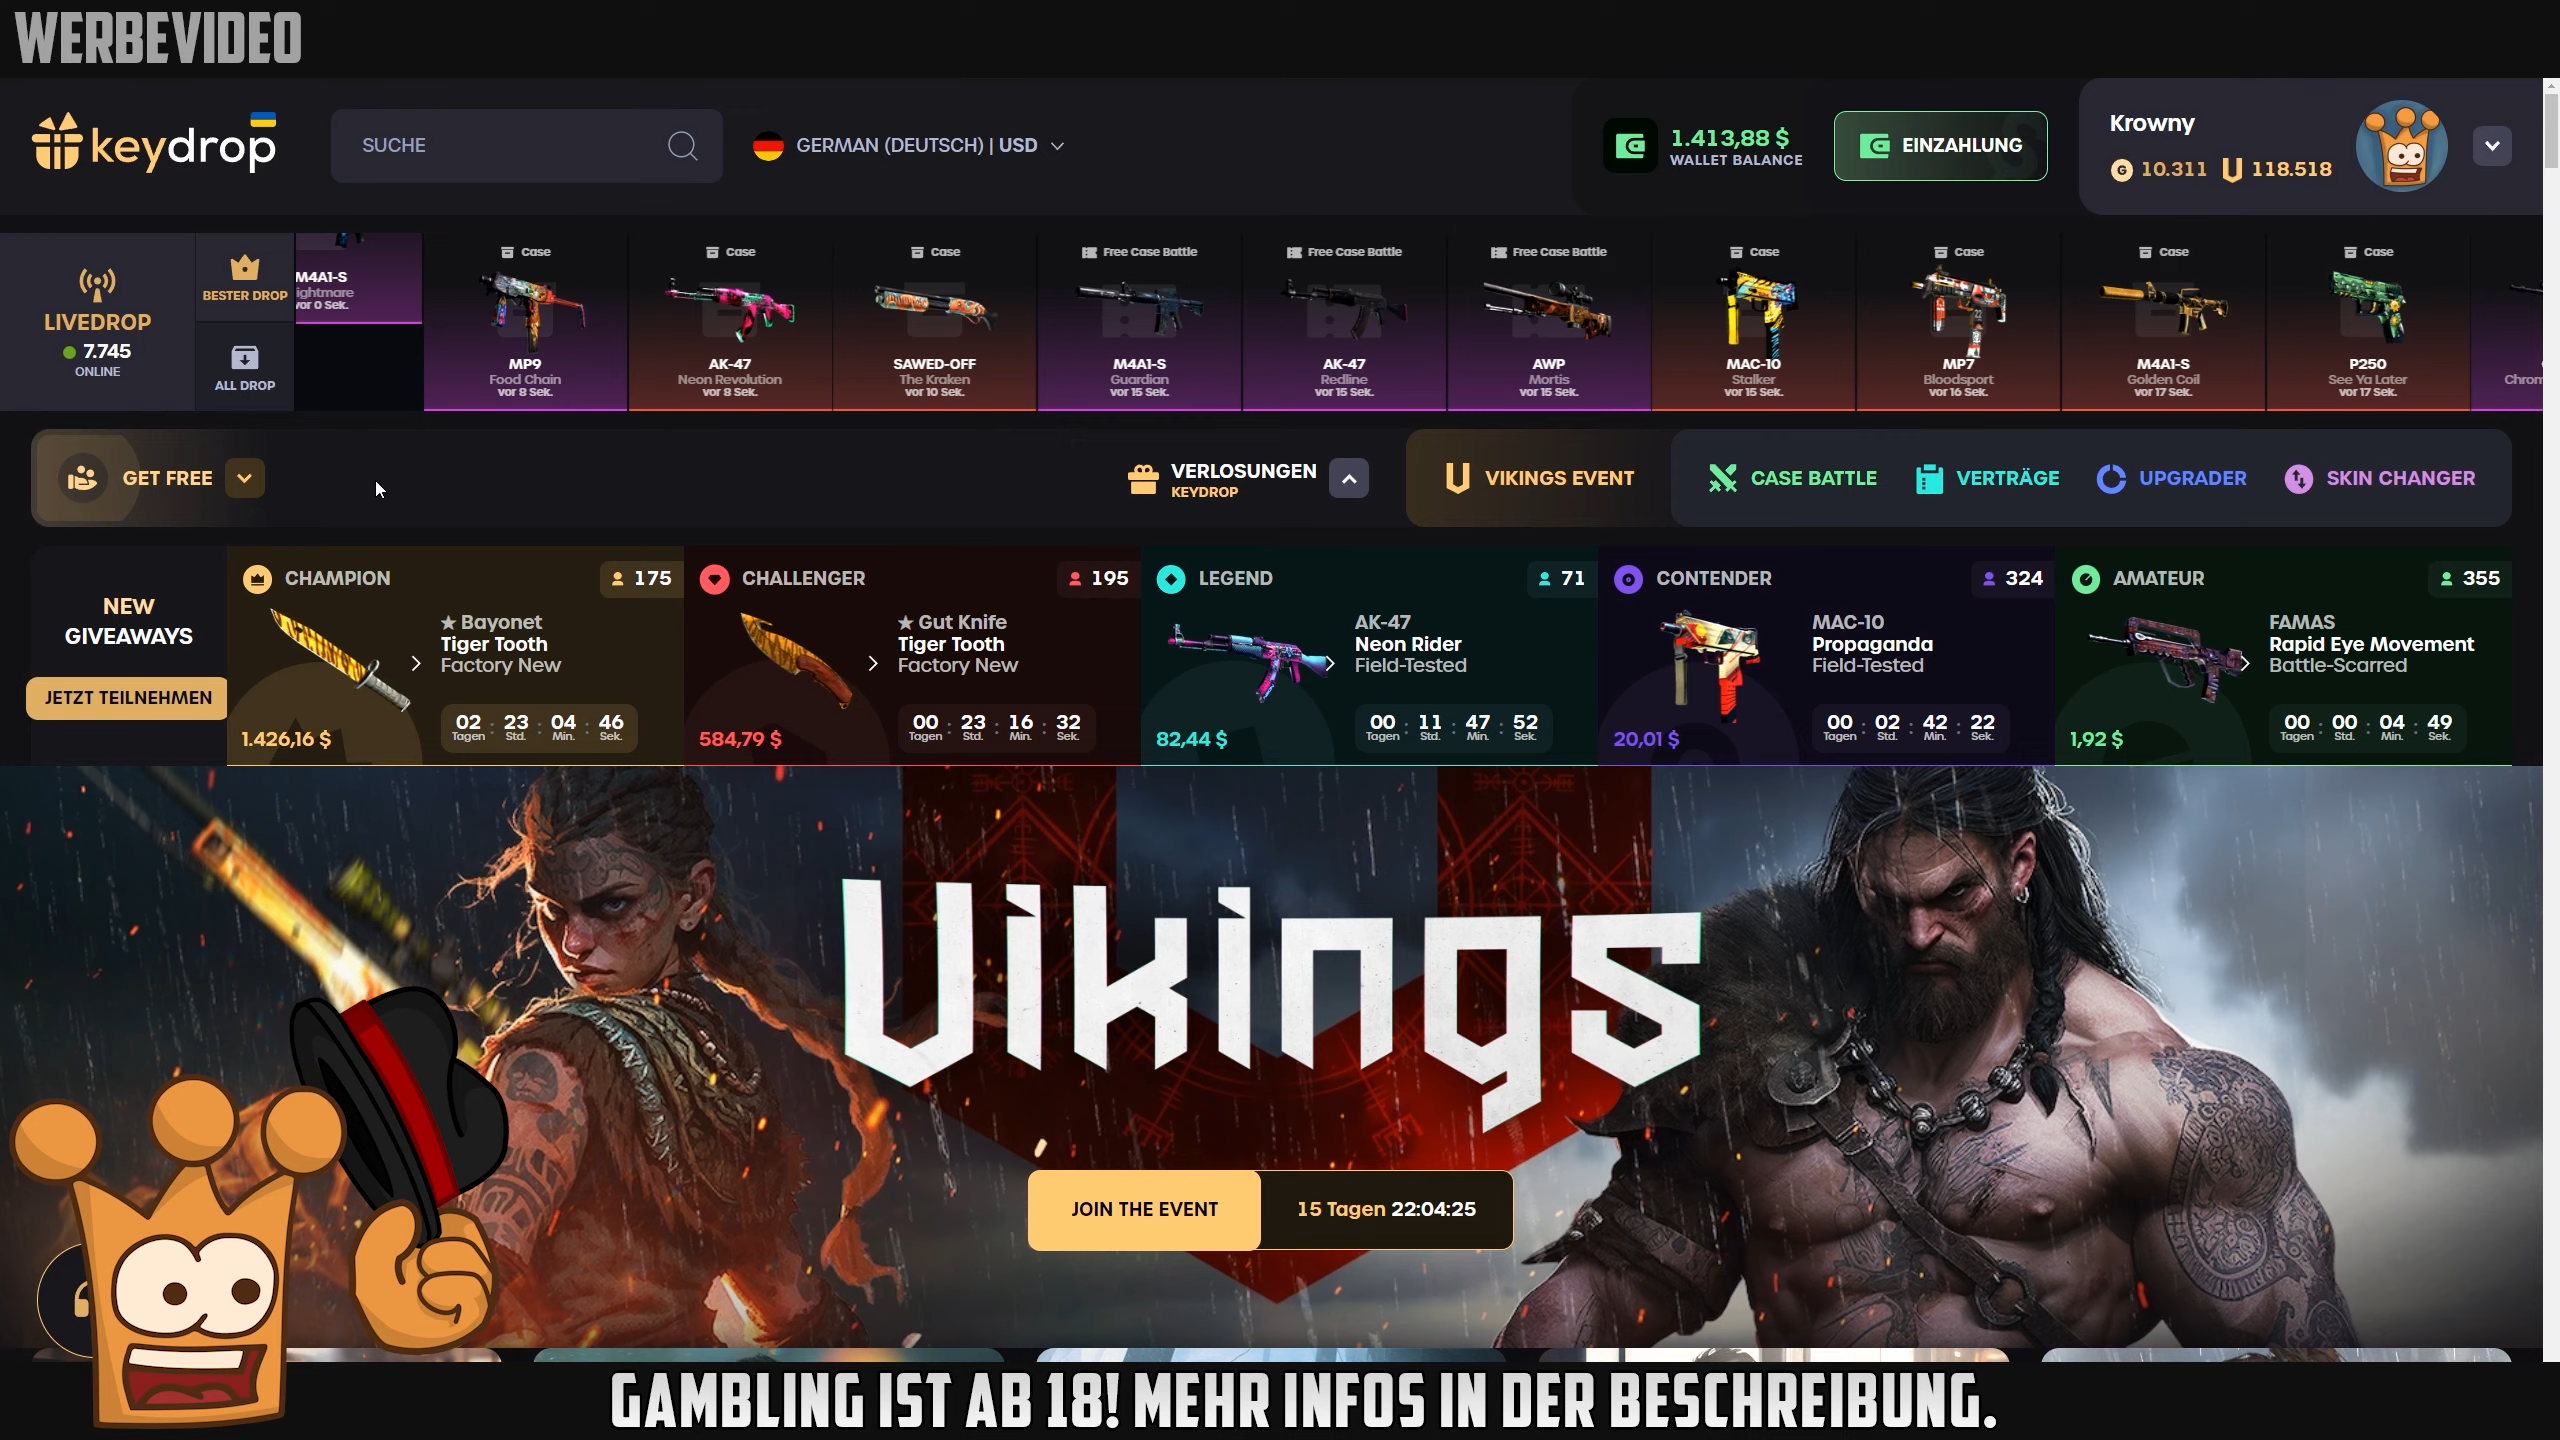 WERBEVIDEO
keydrop
SUCHE
GERMAN (DEUTSCH) | USD
1.413,88 $
WALLET BALANCE
EINZAHLUNG
Krowny
G 10.311 118.518
LIVEDROP
7.745
ONLINE
BESTER DROP
ALL DROP
M4A1-S
ightmare
vor 0 Sek.
Case
MP9
Food Chain
vor 8 Sek.
Case
AK-47
Neon Revolution
vor 8 Sek.
Case
SAWED-OFF
The Kraken
vor 10 Sek.
Free Case Battle
M4A1-S
Guardian
vor 15 Sek.
Free Case Battle
AK-47
Redline
vor 15 Sek.
Free Case Battle
AWP
Mortis
vor 15 Sek.
Case
MAC-10
Stalker
vor 15 Sek.
Case
MP7
Bloodsport
vor 16 Sek.
Case
M4A1-S
Golden Coil
vor 17 Sek.
Case
P250
See Ya Later
vor 17 Sek.
Chrom
GET FREE
VERLOSUNGEN
KEYDROP
VIKINGS EVENT
CASE BATTLE
VERTRÄGE
UPGRADER
SKIN CHANGER
NEW
GIVEAWAYS
JETZT TEILNEHMEN
CHAMPION
175
★ Bayonet
Tiger Tooth
Factory New
02 : 23 : 04 : 46
Tagen Std. Min. Sek.
1.426,16 $
CHALLENGER
195
★ Gut Knife
Tiger Tooth
Factory New
00 : 23 : 16 : 32
Tagen Std. Min. Sek.
584,79 $
LEGEND
71
AK-47
Neon Rider
Field-Tested
00 : 11 : 47 : 52
Tagen Std. Min. Sek.
82,44 $
CONTENDER
324
MAC-10
Propaganda
Field-Tested
00 : 02 : 42 : 22
Tagen Std. Min. Sek.
20,01 $
AMATEUR
355
FAMAS
Rapid Eye Movement
Battle-Scarred
00 : 00 : 04 : 49
Tagen Std. Min. Sek.
1,92 $
Vikings
JOIN THE EVENT
15 Tagen 22:04:25
GAMBLING IST AB 18! MEHR INFOS IN DER BESCHREIBUNG.